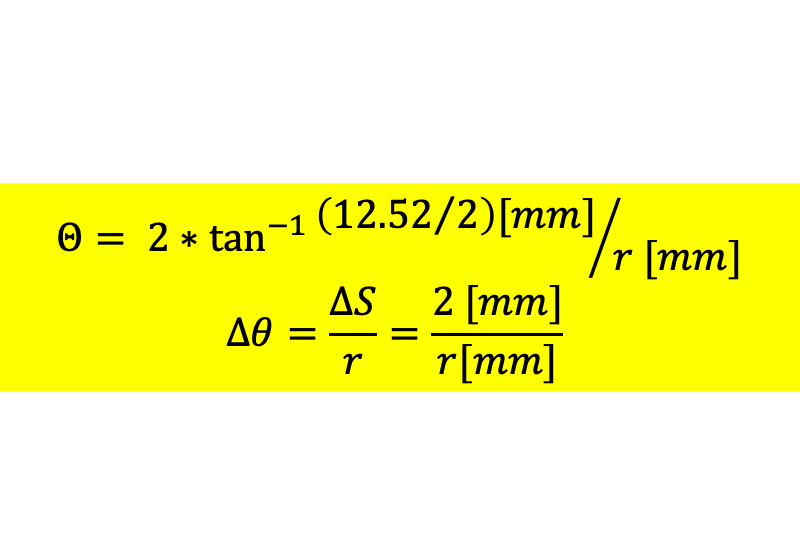 Θ = 2 * tan⁻¹ (12.52/2)[mm]/r [mm]
Δθ = ΔS/r = 2 [mm]/r[mm]